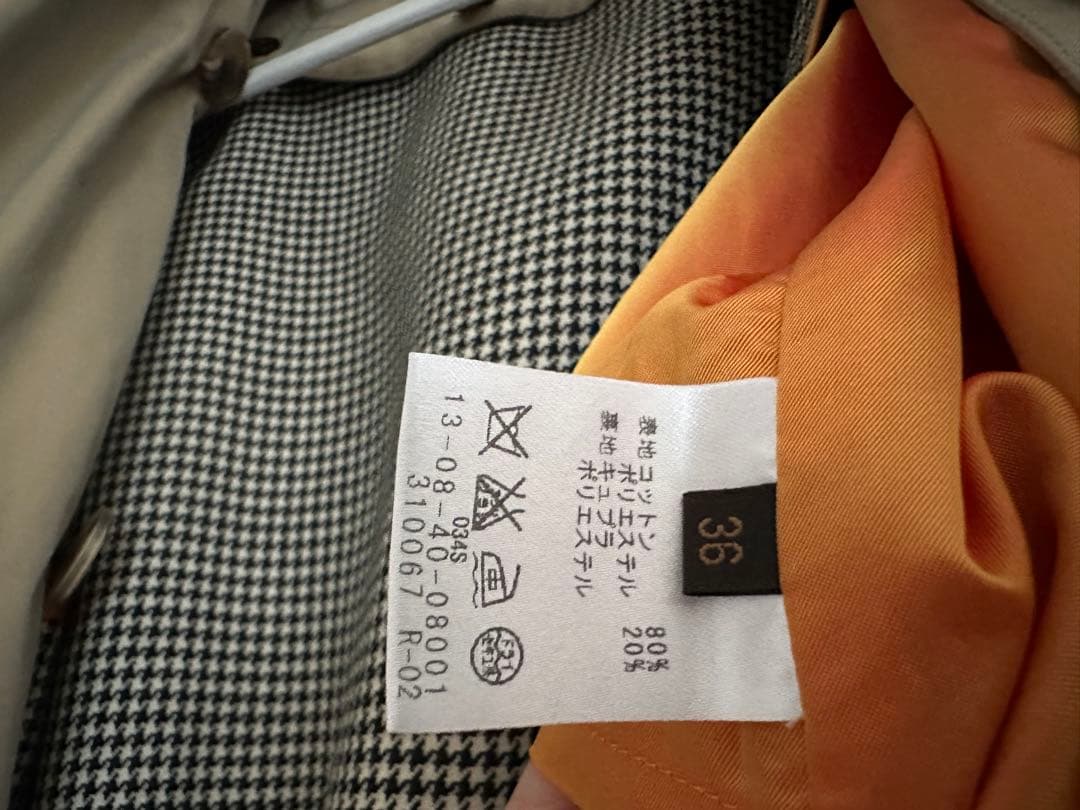 36
表地 コットン 80%
ポリエステル 20%
裏地 キュプラ
ポリエステル
034S
13-08-40-08001
310067 R-02